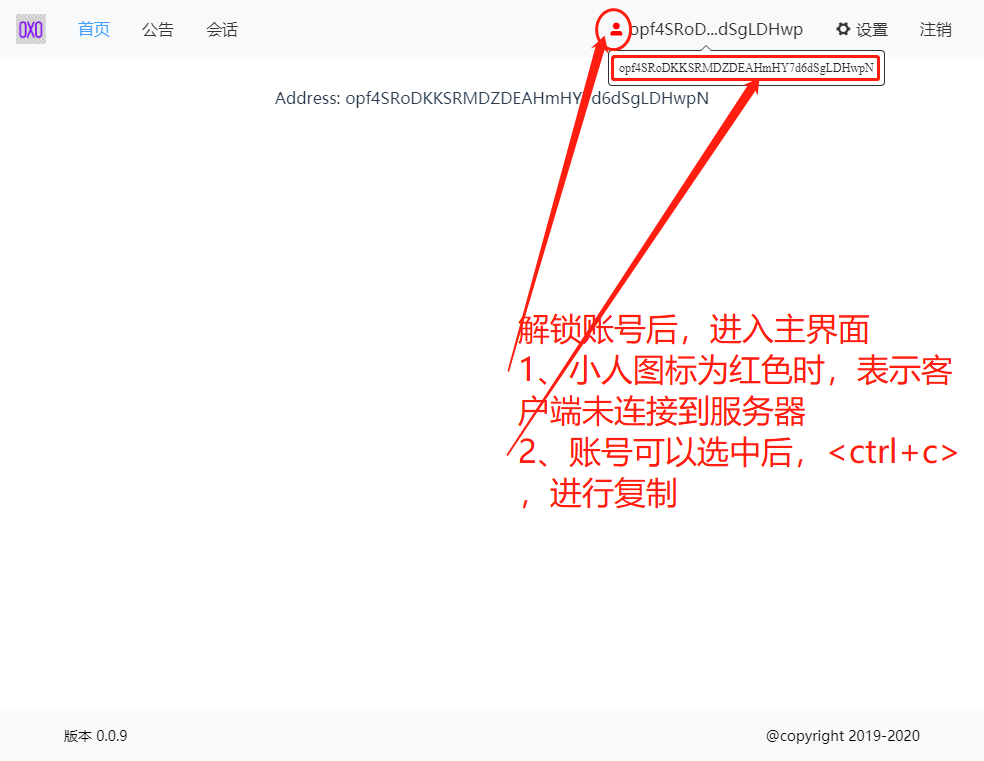 OXO 首页 公告 会话 opf4SRoD...dSgLDHwp 设置 注销
opf4SRoDKKSRMDZDEAHmHY7d6dSgLDHwpN
Address: opf4SRoDKKSRMDZDEAHmHY7d6dSgLDHwpN
解锁账号后，进入主界面
1、小人图标为红色时，表示客
户端未连接到服务器
2、账号可以选中后，<ctrl+c>
，进行复制
版本 0.0.9 @copyright 2019-2020